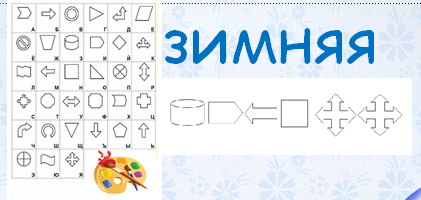 ЗИМНЯЯ
А Б В Г Д Е
Ё Ж З И Й К
Л М Н О П Р
С Т У Ф Х Ц
Ч Ш Щ Ъ Ы Ь
Э Ю Я